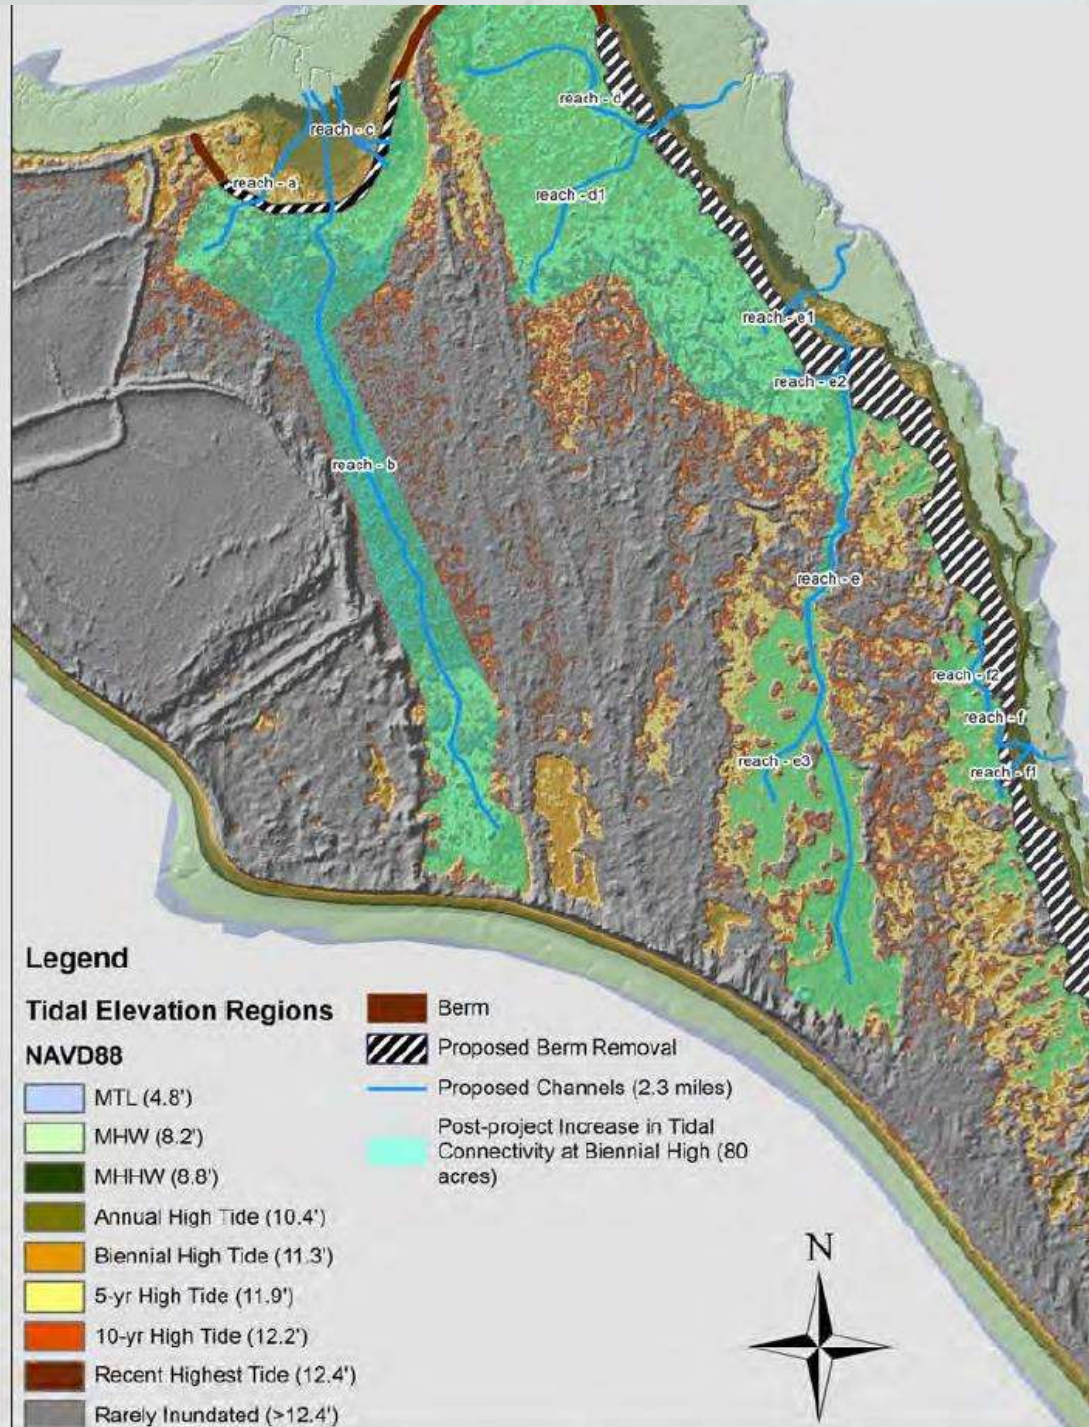 reach - d
reach - c
reach - a
reach - d1
reach - e1
reach - e2
reach - b
reach - e
reach - f2
reach - f
reach - e3
reach - f1
Legend
Tidal Elevation Regions
NAVD88
MTL (4.8')
MHW (8.2')
MHHW (8.8')
Annual High Tide (10.4')
Biennial High Tide (11.3')
5-yr High Tide (11.9')
10-yr High Tide (12.2')
Recent Highest Tide (12.4')
Rarely Inundated (>12.4')
Berm
Proposed Berm Removal
Proposed Channels (2.3 miles)
Post-project Increase in Tidal
Connectivity at Biennial High (80
acres)
N